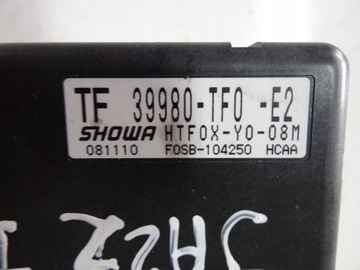 TF 39980-TF0 -E2
SHOWA HTF0X-Y0-08M
081110 F0SB-104250 HCAA